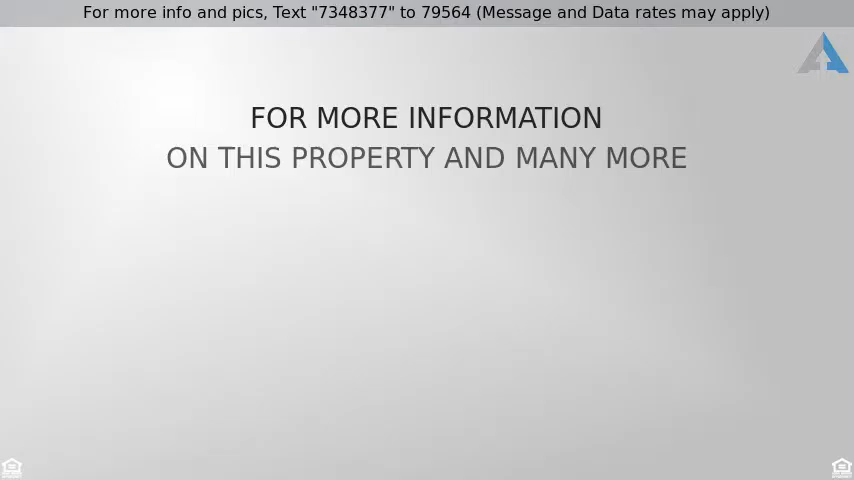 For more info and pics, Text "7348377" to 79564 (Message and Data rates may apply)
FOR MORE INFORMATION
ON THIS PROPERTY AND MANY MORE